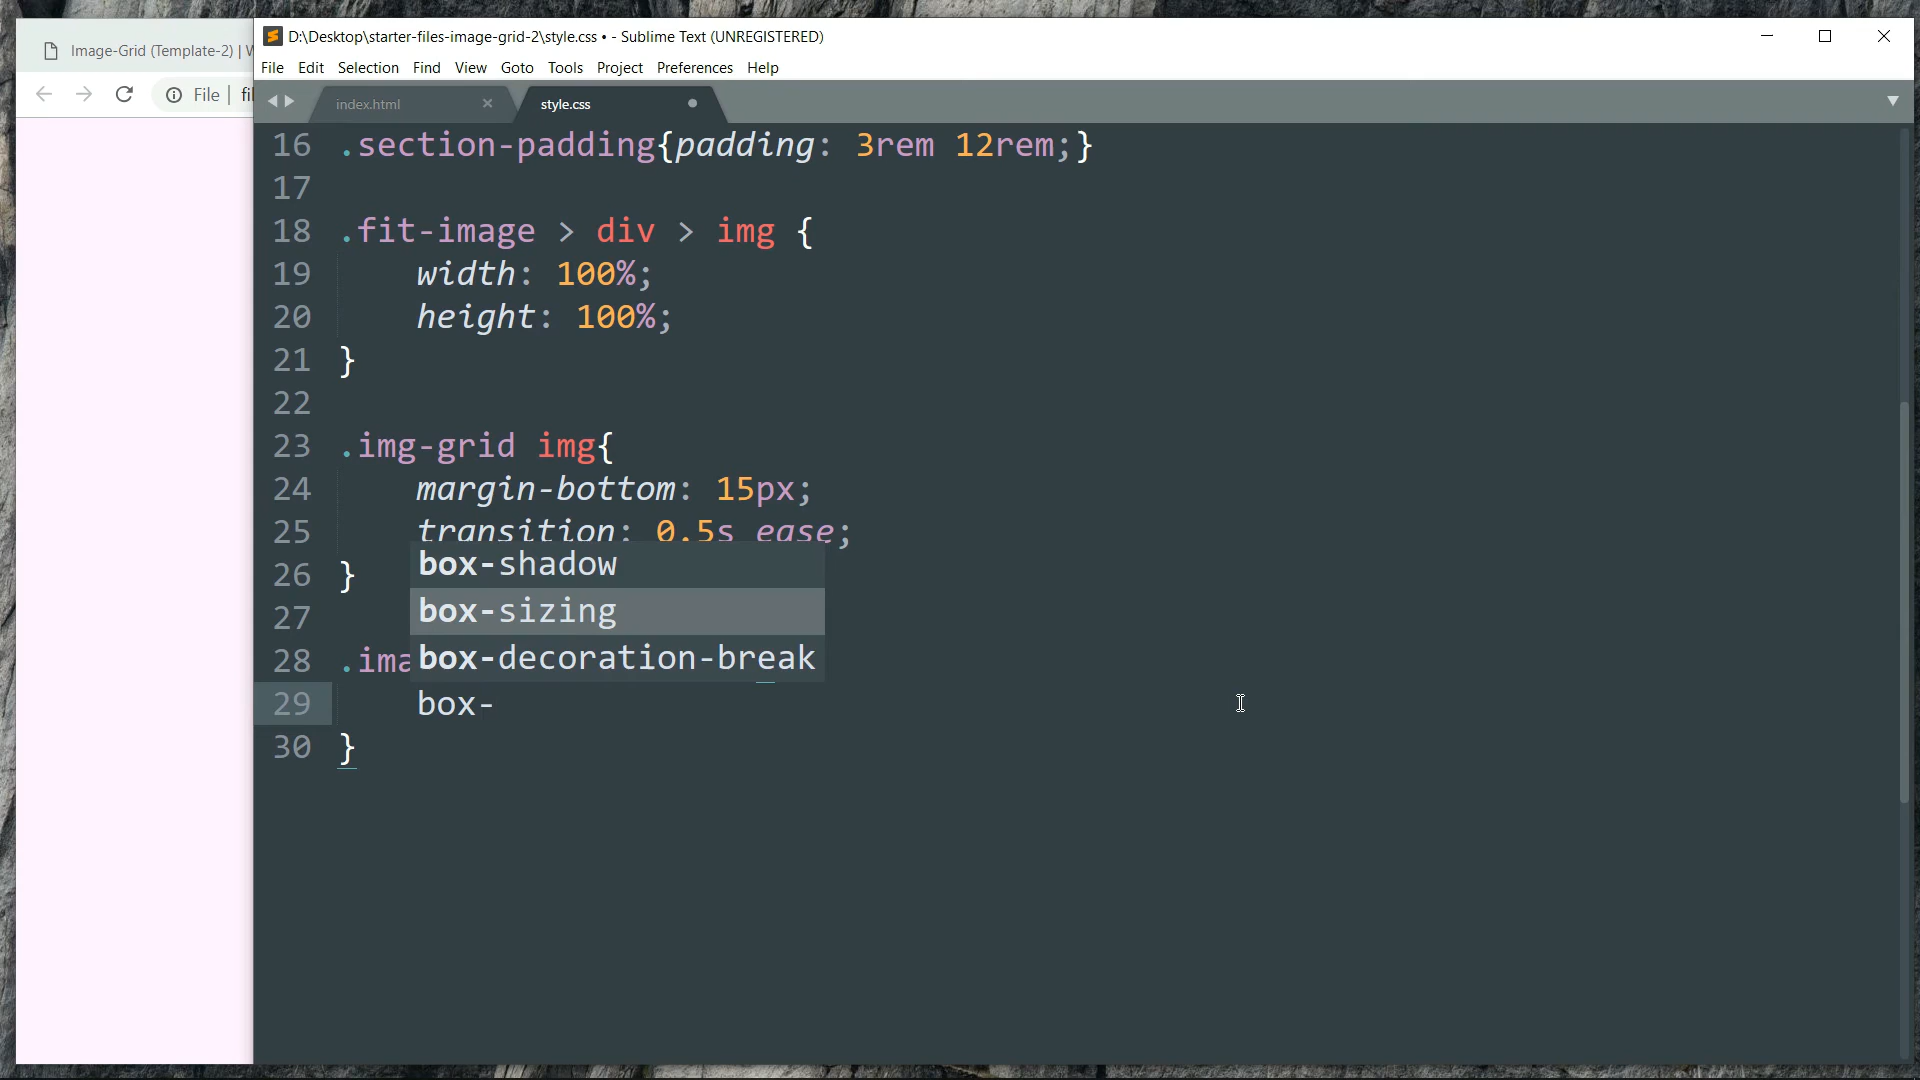 D:\Desktop\starter-files-image-grid-2\style.css • - Sublime Text (UNREGISTERED)
Image-Grid (Template-2) |
File Edit Selection Find View Goto Tools Project Preferences Help
File
index.html
style.css
16 .section-padding{padding: 3rem 12rem;}
17
18 .fit-image > div > img {
19 width: 100%;
20 height: 100%;
21 }
22
23 .img-grid img{
24 margin-bottom: 15px;
25 transition: 0.5s ease;
box-shadow
26 }
27 box-sizing
28 .ima box-decoration-break
29 box-
30 }